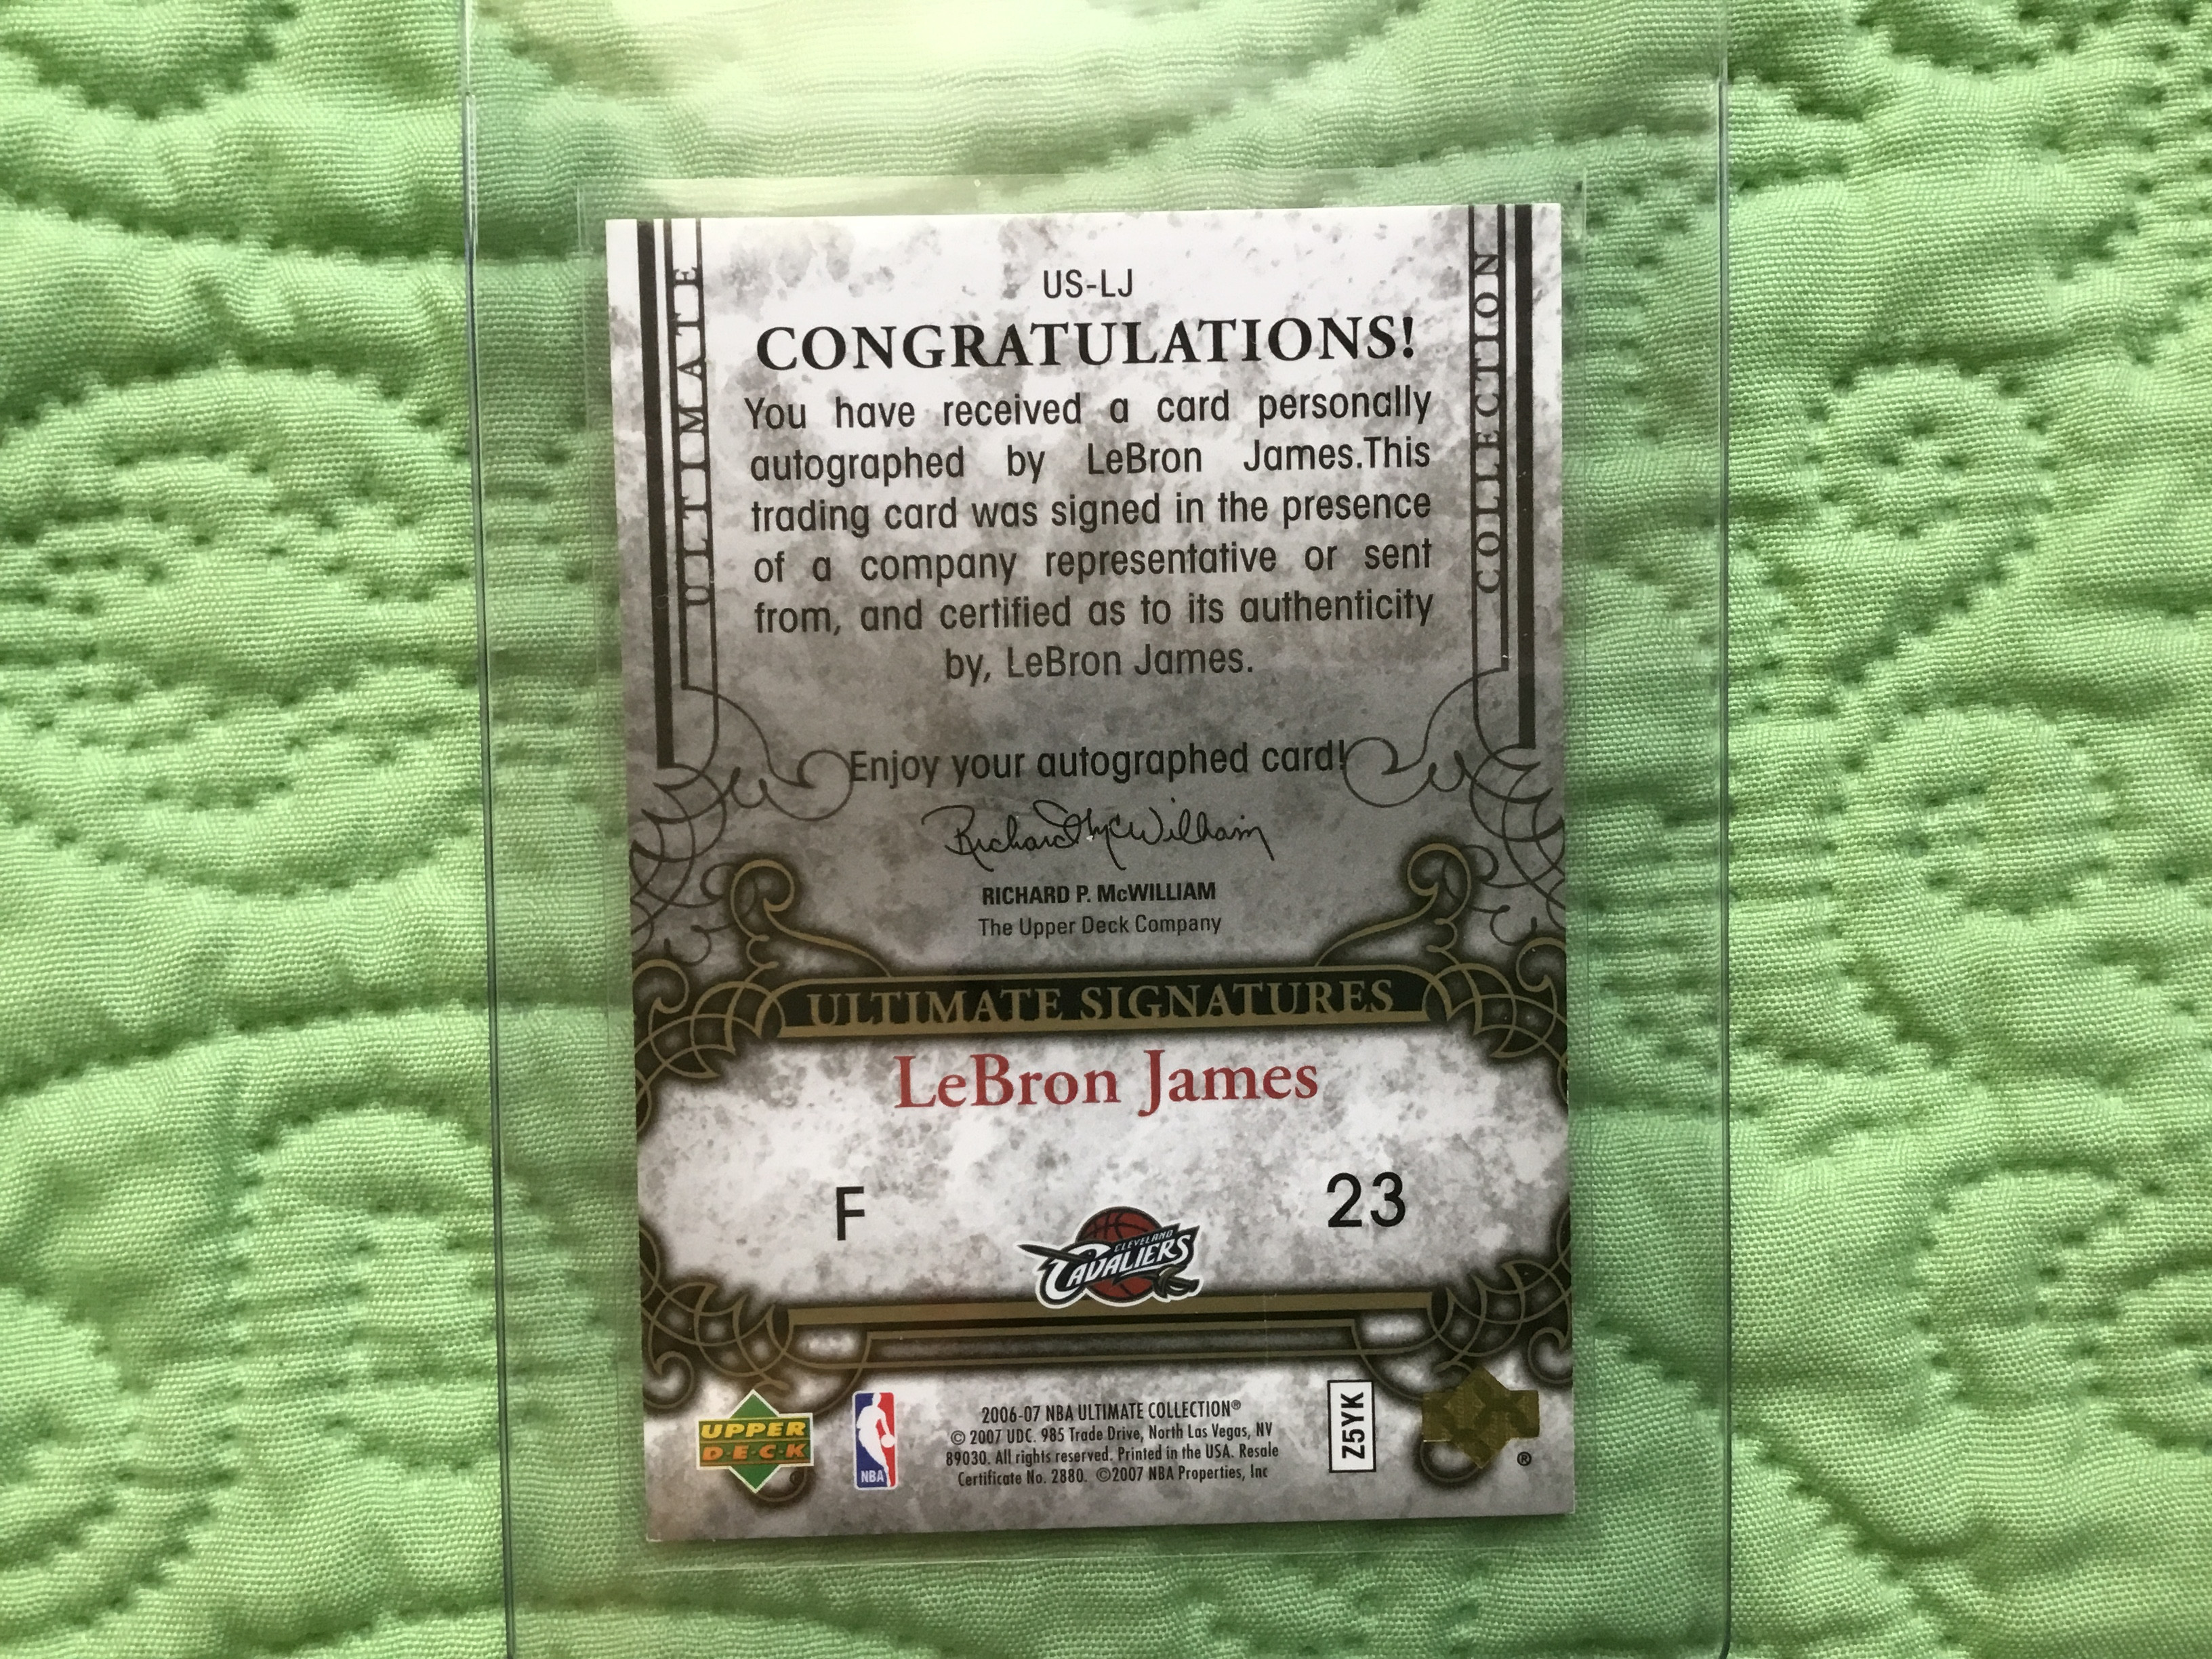 US-LJ
CONGRATULATIONS!
You have received a card personally
autographed by LeBron James.This
trading card was signed in the presence
of a company representative or sent
from, and certified as to its authenticity
by, LeBron James.
ULTIMATE
COLLECTION
Enjoy your autographed card!
Richard McWilliam
RICHARD P. McWILLIAM
The Upper Deck Company
ULTIMATE SIGNATURES
LeBron James
F
23
CLEVELAND
CAVALIERS
UPPER
DECK
NBA
2006-07 NBA ULTIMATE COLLECTION®
© 2007 UDC. 985 Trade Drive, North Las Vegas, NV
89030. All rights reserved. Printed in the USA. Resale
Certificate No. 2880. ©2007 NBA Properties, Inc
Z5YK
®